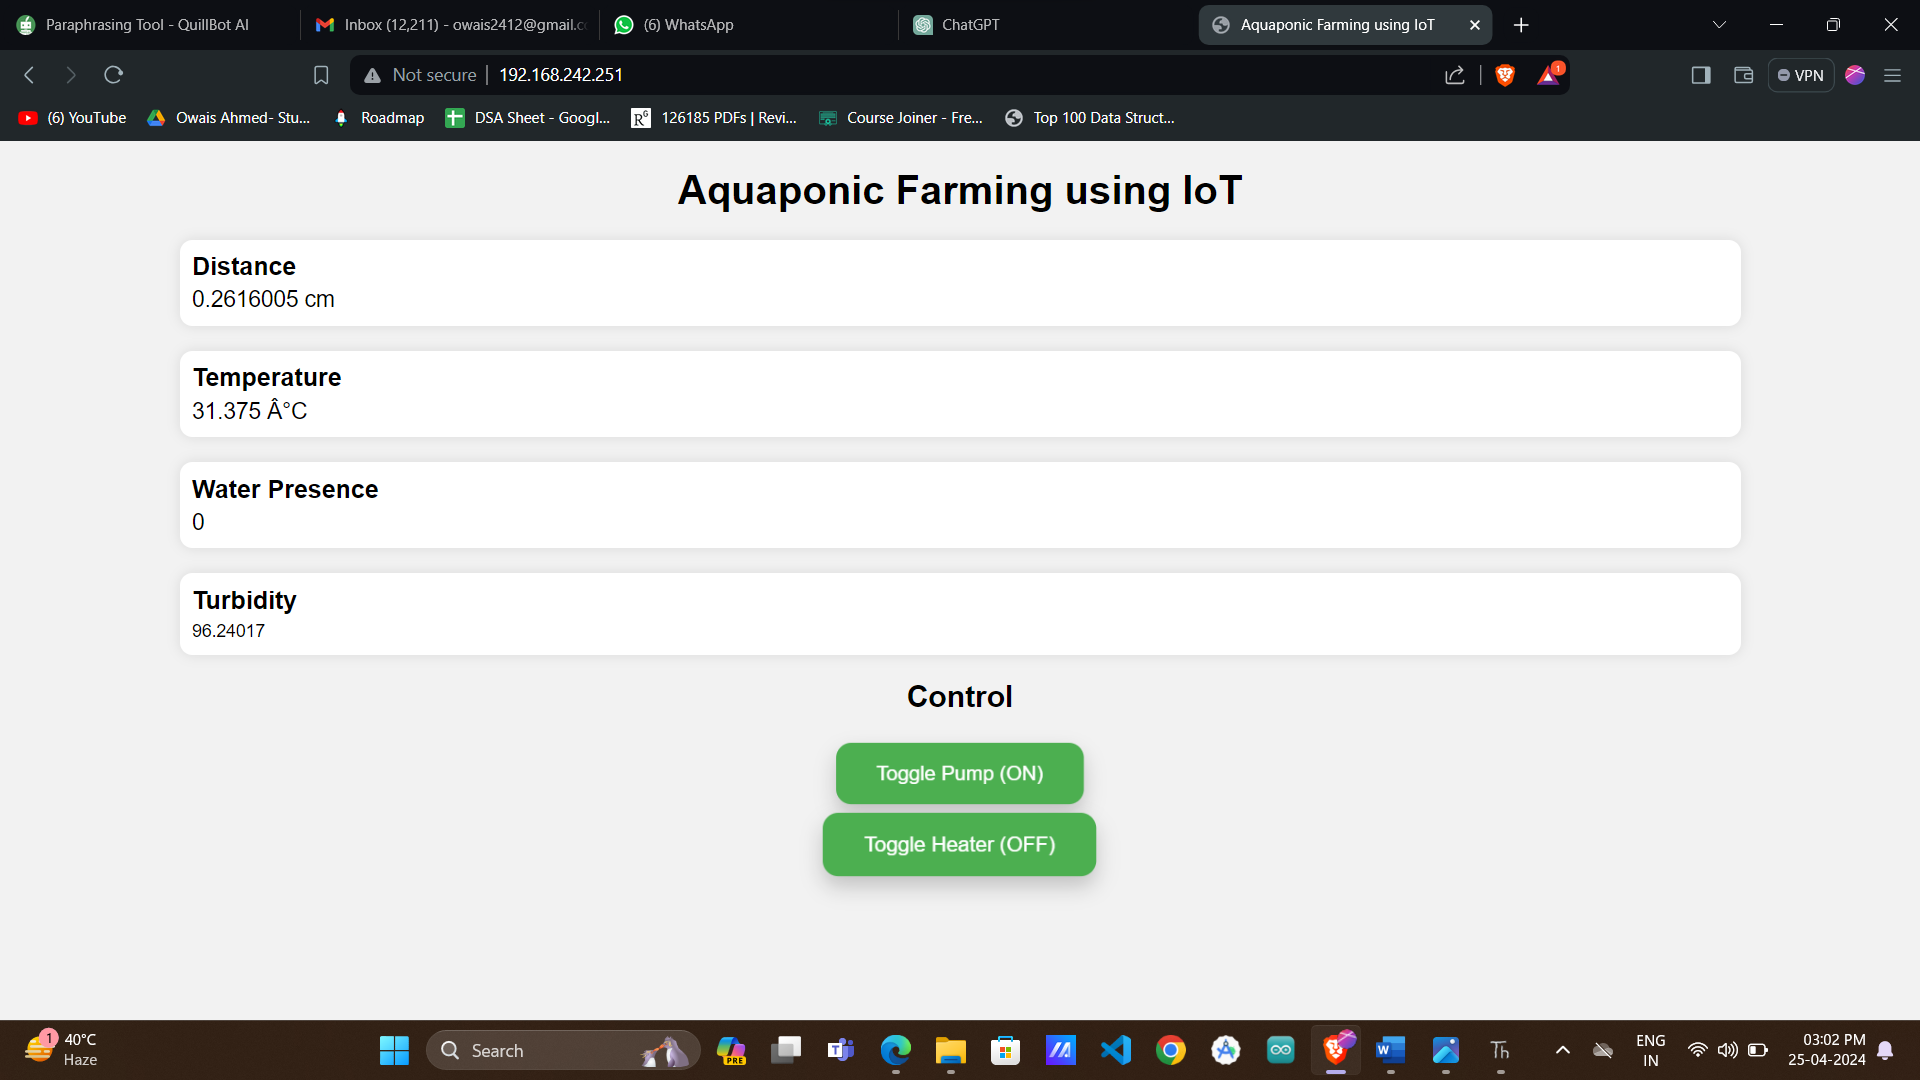 Paraphrasing Tool - QuillBot AI
Inbox (12,211) - owais2412@gmail.c
(6) WhatsApp
ChatGPT
Aquaponic Farming using IoT
Not secure
192.168.242.251
1
VPN
(6) YouTube
Owais Ahmed- Stu...
Roadmap
DSA Sheet - Googl...
126185 PDFs | Revi...
Course Joiner - Fre...
Top 100 Data Struct...
Aquaponic Farming using IoT
Distance
0.2616005 cm
Temperature
31.375 Â°C
Water Presence
0
Turbidity
96.24017
Control
Toggle Pump (ON)
Toggle Heater (OFF)
1
40°C
Haze
Search
PRE
Th
ENG
IN
03:02 PM
25-04-2024